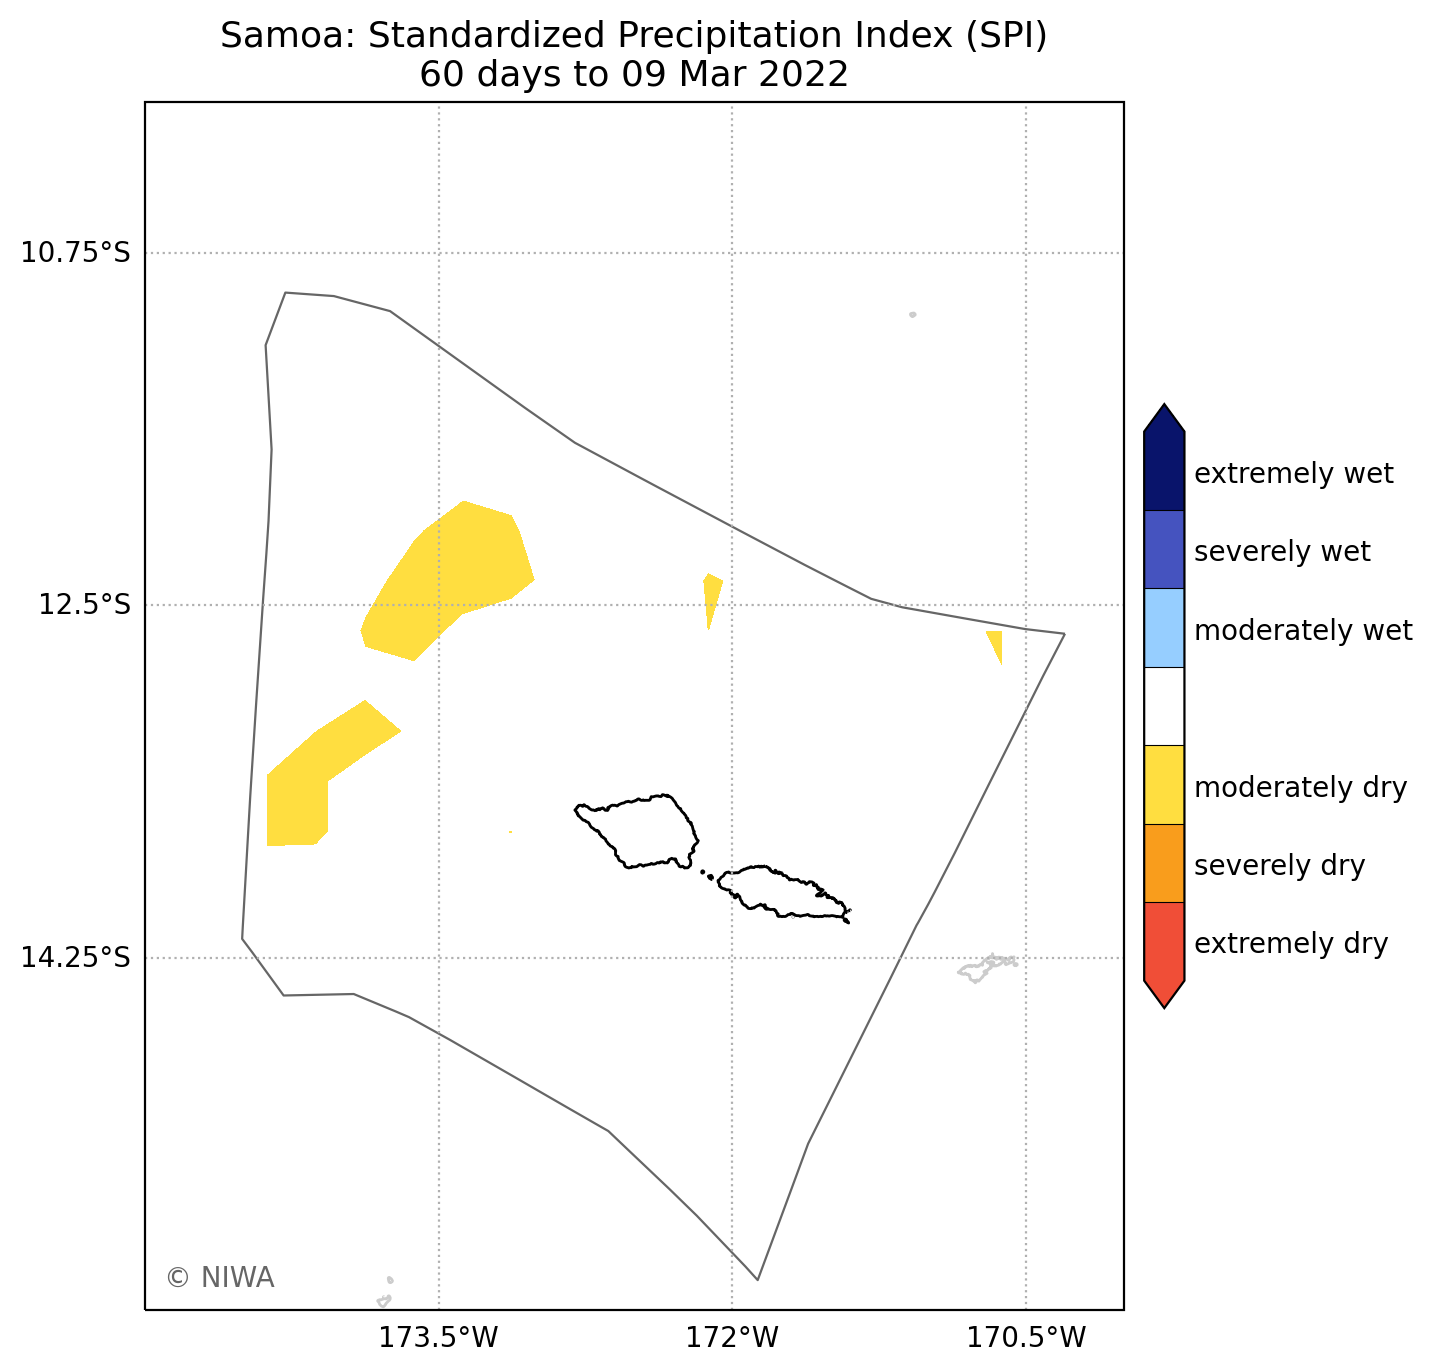 Samoa: Standardized Precipitation Index (SPI)
60 days to 09 Mar 2022
10.75°S
12.5°S
14.25°S
173.5°W
172°W
170.5°W
extremely wet
severely wet
moderately wet
moderately dry
severely dry
extremely dry
© NIWA